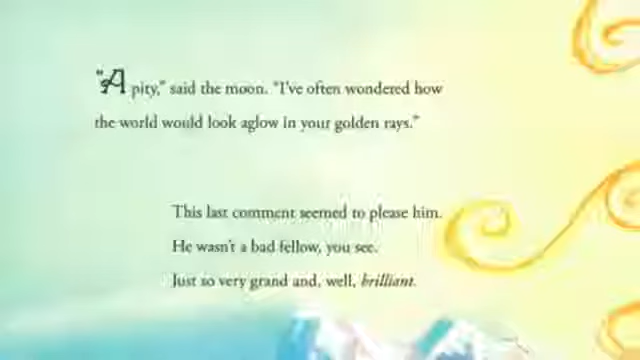 "A pity," said the moon. "I've often wondered how
the world would look aglow in your golden rays."
This last comment seemed to please him.
He wasn't a bad fellow, you see.
Just so very grand and, well, brilliant.